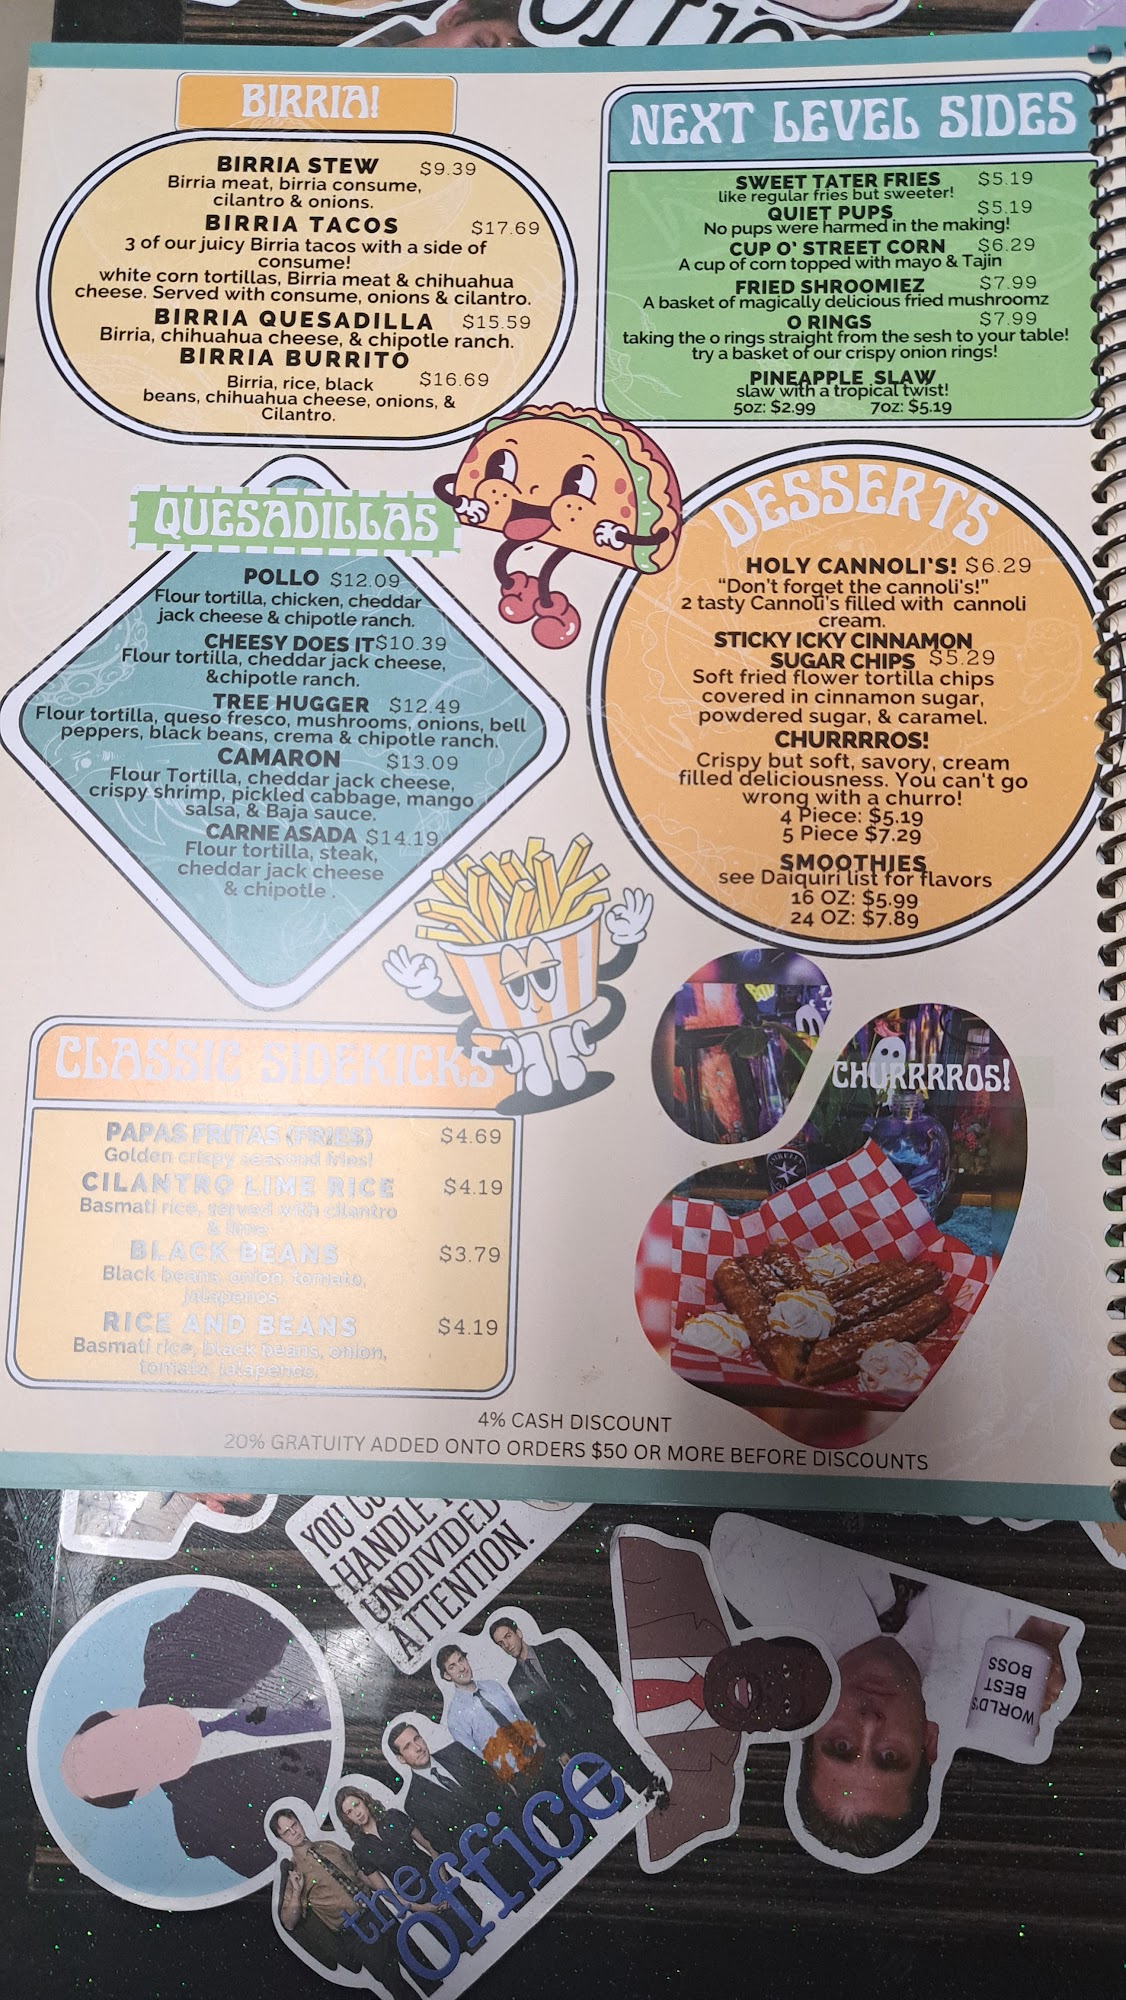 BIRRIA!
BIRRIA STEW $9.39
Birria meat, birria consume,
cilantro & onions.
BIRRIA TACOS $17.69
3 of our juicy Birria tacos with a side of
consume!
white corn tortillas, Birria meat & chihuahua
cheese. Served with consume, onions & cilantro.
BIRRIA QUESADILLA $15.59
Birria, chihuahua cheese, & chipotle ranch.
BIRRIA BURRITO
Birria, rice, black $16.69
beans, chihuahua cheese, onions, &
Cilantro.
NEXT LEVEL SIDES
SWEET TATER FRIES $5.19
like regular fries but sweeter!
QUIET PUPS $5.19
No pups were harmed in the making!
CUP O' STREET CORN $6.29
A cup of corn topped with mayo & Tajin
FRIED SHROOMIEZ $7.99
A basket of magically delicious fried mushroomz
O RINGS $7.99
taking the o rings straight from the sesh to your table!
try a basket of our crispy onion rings!
PINEAPPLE SLAW
slaw with a tropical twist!
5oz: $2.99 7oz: $5.19
QUESADILLAS
POLLO $12.09
Flour tortilla, chicken, cheddar
jack cheese & chipotle ranch.
CHEESY DOES IT $10.39
Flour tortilla, cheddar jack cheese,
&chipotle ranch.
TREE HUGGER $12.49
Flour tortilla, queso fresco, mushrooms, onions, bell
peppers, black beans, crema & chipotle ranch.
CAMARON $13.09
Flour Tortilla, cheddar jack cheese,
crispy shrimp, pickled cabbage, mango
salsa, & Baja sauce.
CARNE ASADA $14.19
Flour tortilla, steak,
cheddar jack cheese
& chipotle .
DESSERTS
HOLY CANNOLI'S! $6.29
"Don't forget the cannoli's!"
2 tasty Cannoli's filled with cannoli
cream.
STICKY ICKY CINNAMON
SUGAR CHIPS $5.29
Soft fried flower tortilla chips
covered in cinnamon sugar,
powdered sugar, & caramel.
CHURRRROS!
Crispy but soft, savory, cream
filled deliciousness. You can't go
wrong with a churro!
4 Piece: $5.19
5 Piece $7.29
SMOOTHIES
see Daiquiri list for flavors
16 OZ: $5.99
24 OZ: $7.89
CLASSIC SIDEKICKS
PAPAS FRITAS (FRIES) $4.69
Golden crispy seasond fries!
CILANTRO LIME RICE $4.19
Basmati rice, served with cilantro
& lime
BLACK BEANS $3.79
Black beans, onion, tomato,
jalapenos
RICE AND BEANS $4.19
Basmati rice, black beans, onion,
tomato, jalapenos.
CHURRRROS!
4% CASH DISCOUNT
20% GRATUITY ADDED ONTO ORDERS $50 OR MORE BEFORE DISCOUNTS
YOU
HANDLE
UNDIVIDED
ATTENTION.
the office
WORLD'S
BEST
BOSS